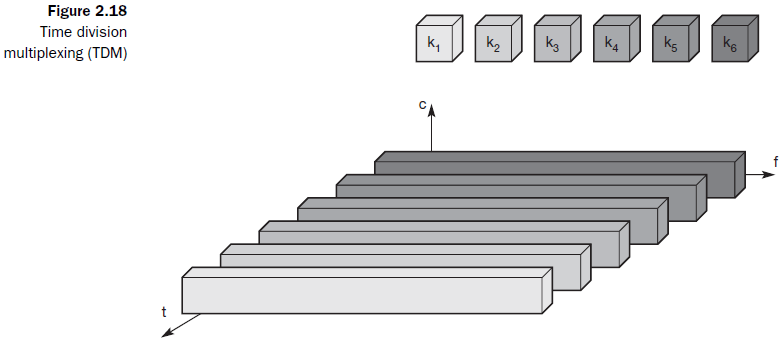 Figure 2.18
Time division
multiplexing (TDM)
k₁ k₂ k₃ k₄ k₅ k₆
c
f
t